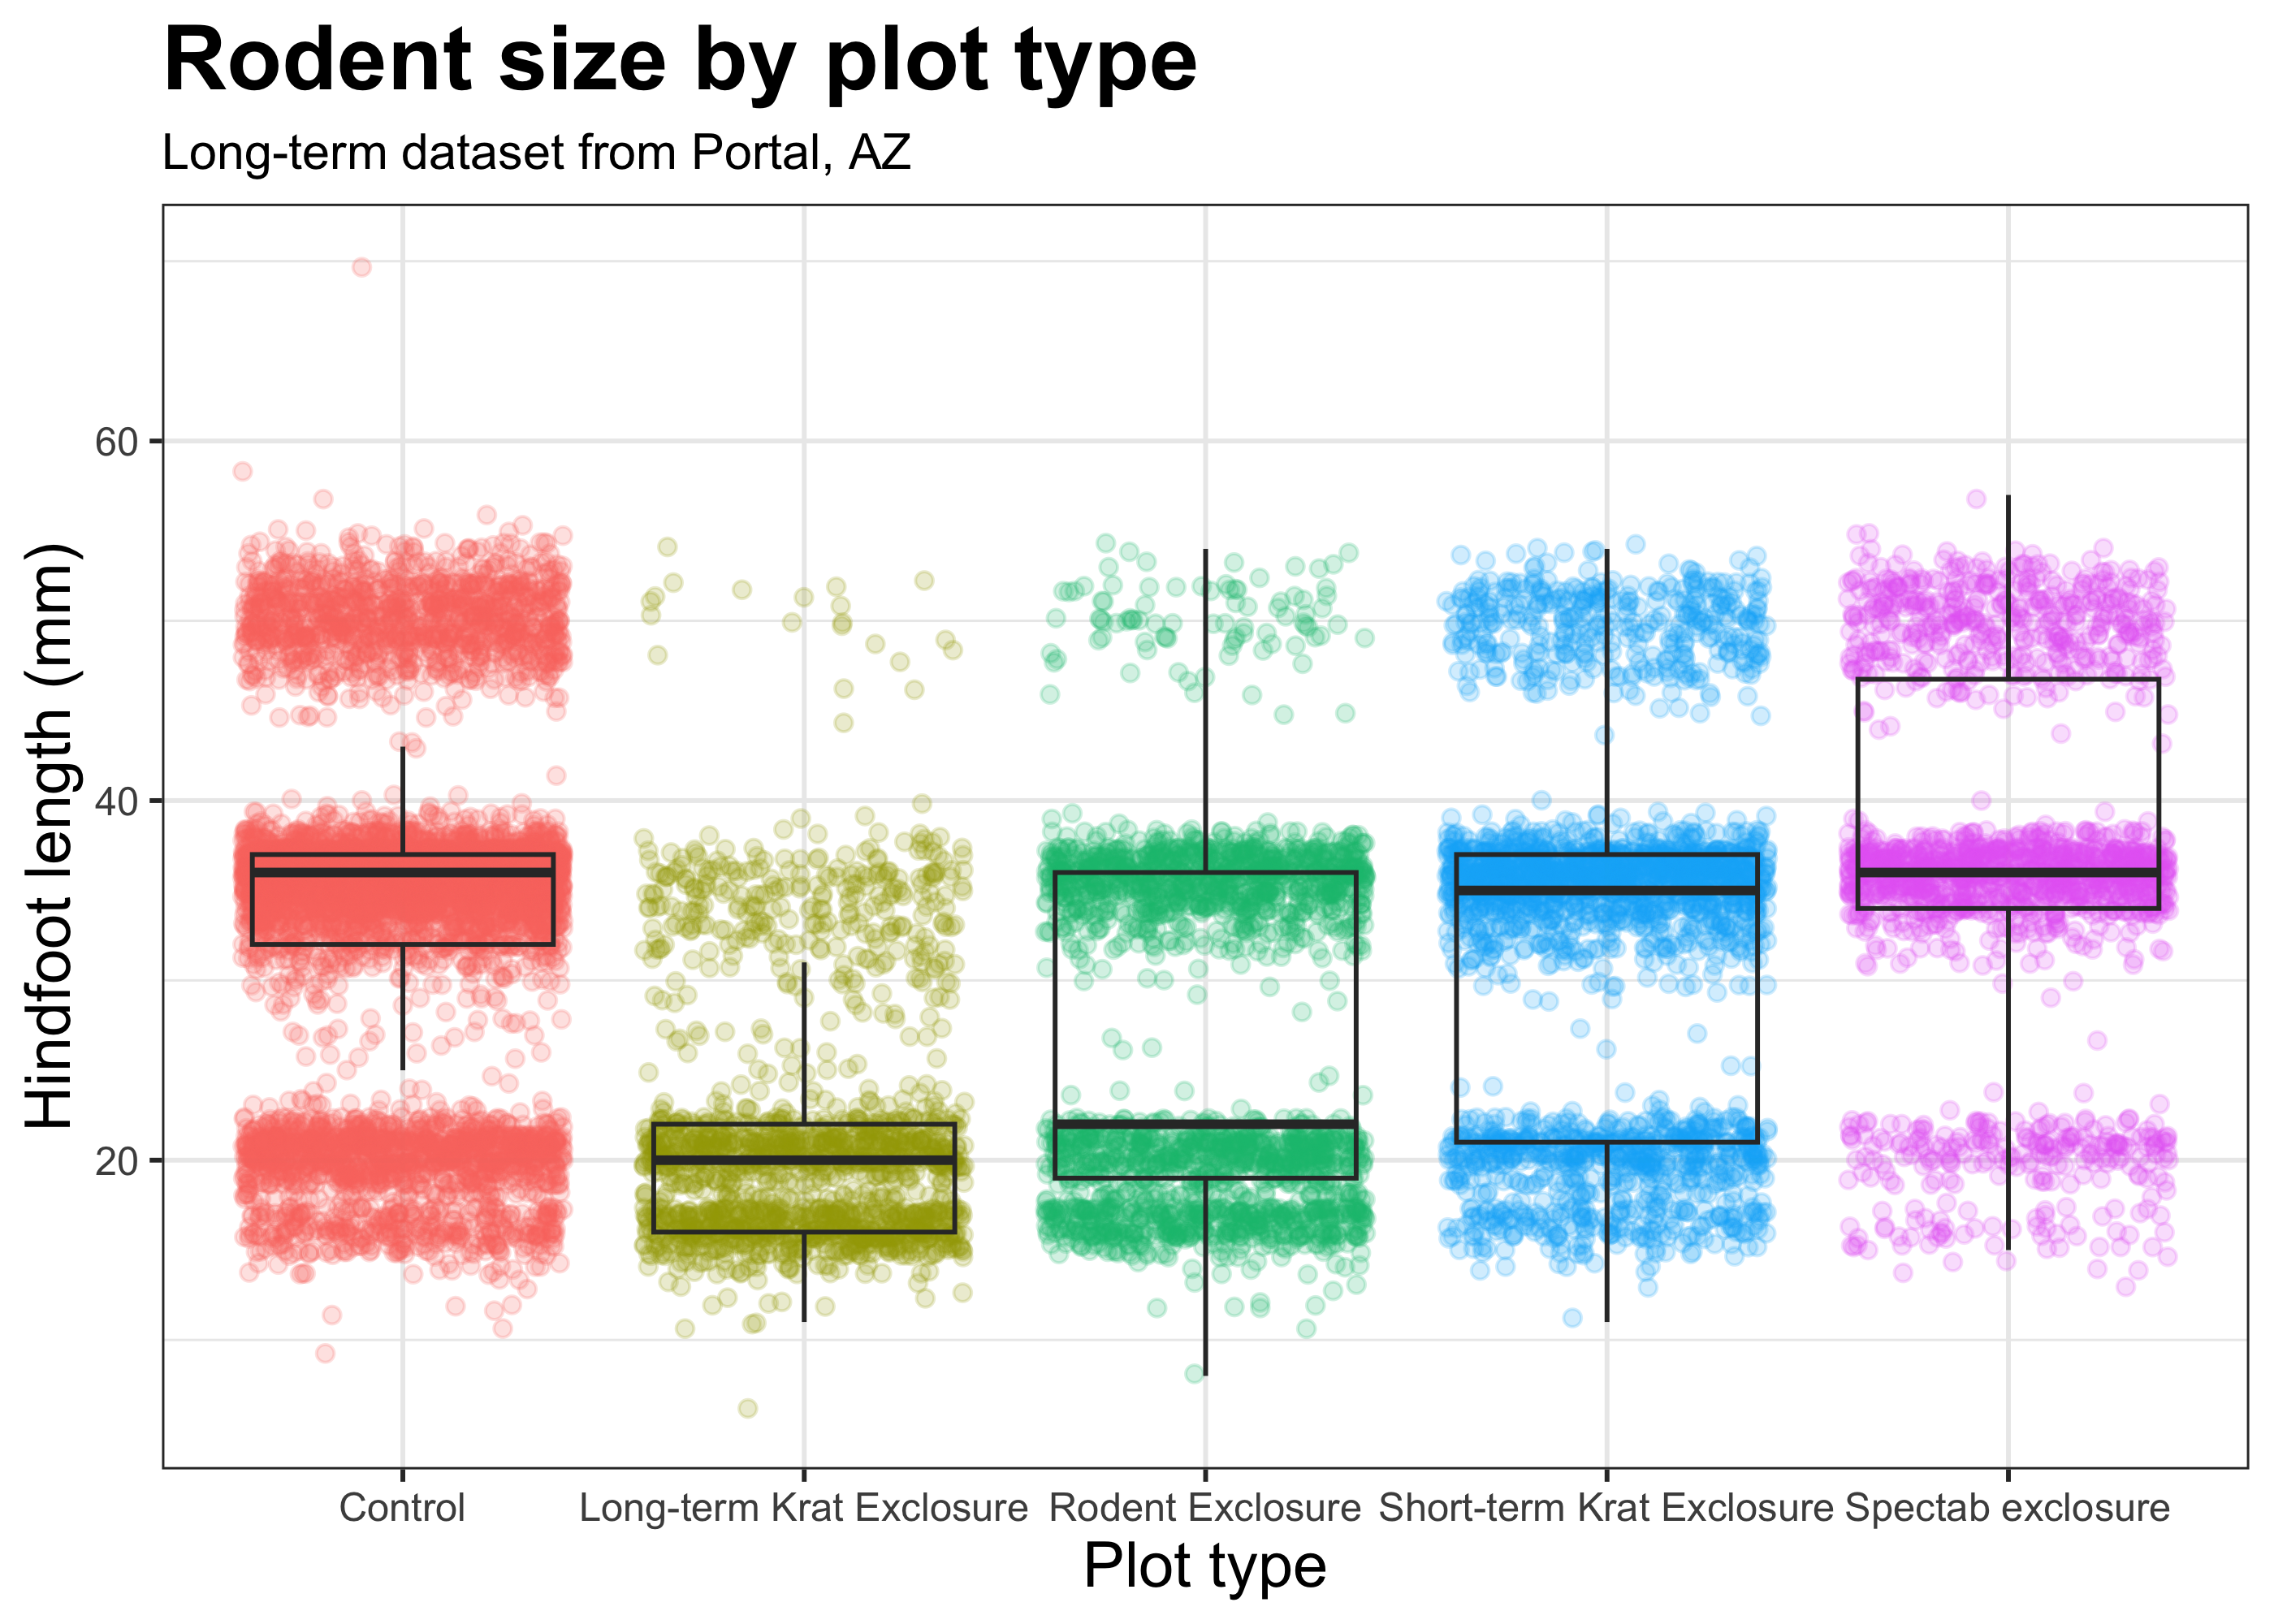 Rodent size by plot type
Long-term dataset from Portal, AZ
Hindfoot length (mm)
60
40
20
Control Long-term Krat Exclosure Rodent Exclosure Short-term Krat Exclosure Spectab exclosure
Plot type